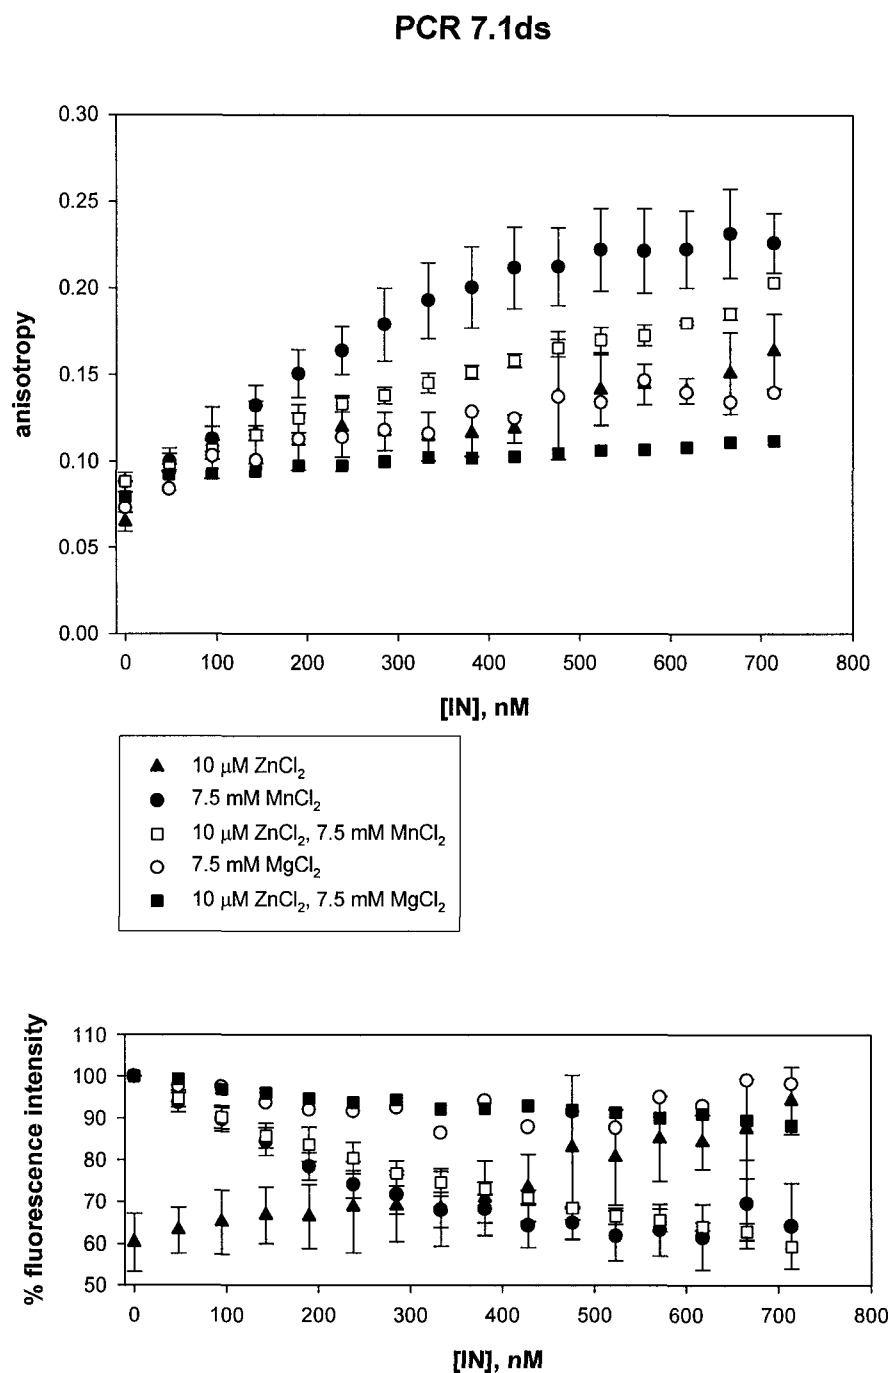 PCR 7.1ds
0.30
0.25
0.20
0.15
0.10
0.05
0.00
anisotropy
0 100 200 300 400 500 600 700 800
[IN], nM
10 μM ZnCl₂
7.5 mM MnCl₂
10 μM ZnCl₂, 7.5 mM MnCl₂
7.5 mM MgCl₂
10 μM ZnCl₂, 7.5 mM MgCl₂
110
100
90
80
70
60
50
% fluorescence intensity
0 100 200 300 400 500 600 700 800
[IN], nM